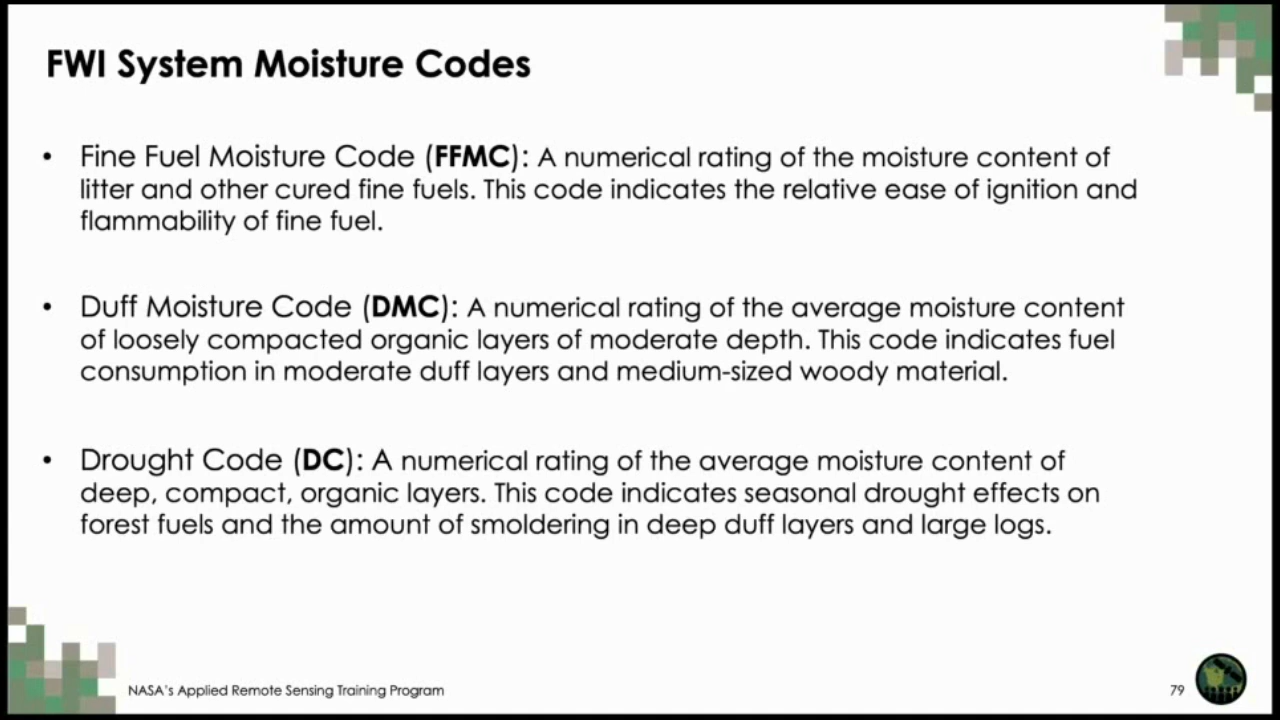 FWI System Moisture Codes
• Fine Fuel Moisture Code (FFMC): A numerical rating of the moisture content of
litter and other cured fine fuels. This code indicates the relative ease of ignition and
flammability of fine fuel.
• Duff Moisture Code (DMC): A numerical rating of the average moisture content
of loosely compacted organic layers of moderate depth. This code indicates fuel
consumption in moderate duff layers and medium-sized woody material.
• Drought Code (DC): A numerical rating of the average moisture content of
deep, compact, organic layers. This code indicates seasonal drought effects on
forest fuels and the amount of smoldering in deep duff layers and large logs.
NASA's Applied Remote Sensing Training Program
79